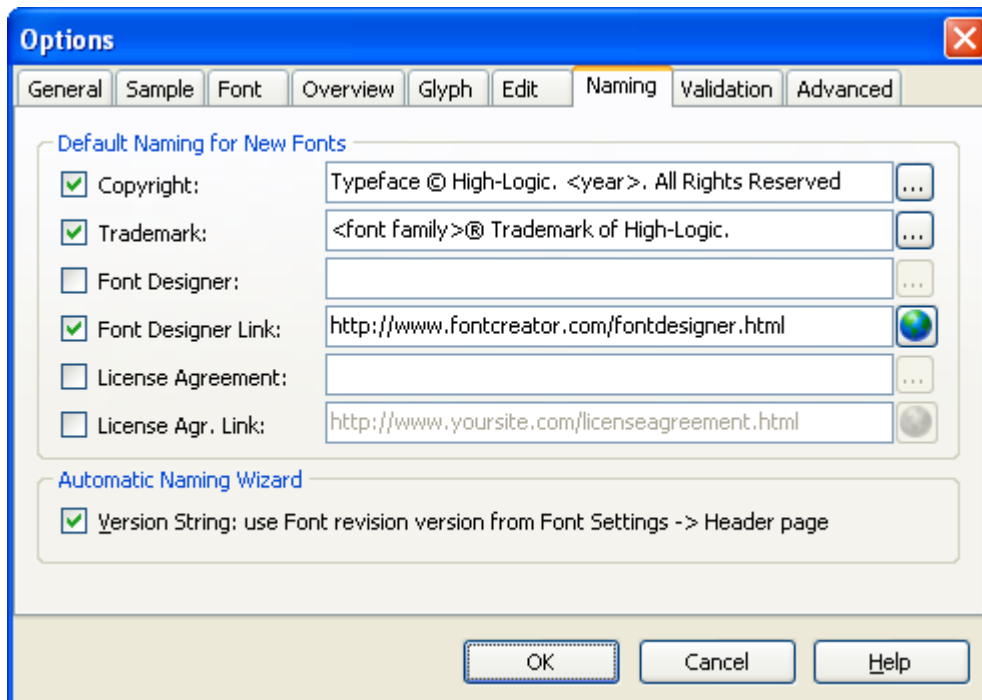 Options
General Sample Font Overview Glyph Edit Naming Validation Advanced
Default Naming for New Fonts
Copyright: Typeface © High-Logic. <year>. All Rights Reserved ...
Trademark: <font family>® Trademark of High-Logic. ...
Font Designer: ...
Font Designer Link: http://www.fontcreator.com/fontdesigner.html
License Agreement: ...
License Agr. Link: http://www.yoursite.com/licenseagreement.html
Automatic Naming Wizard
Version String: use Font revision version from Font Settings -> Header page
OK Cancel Help